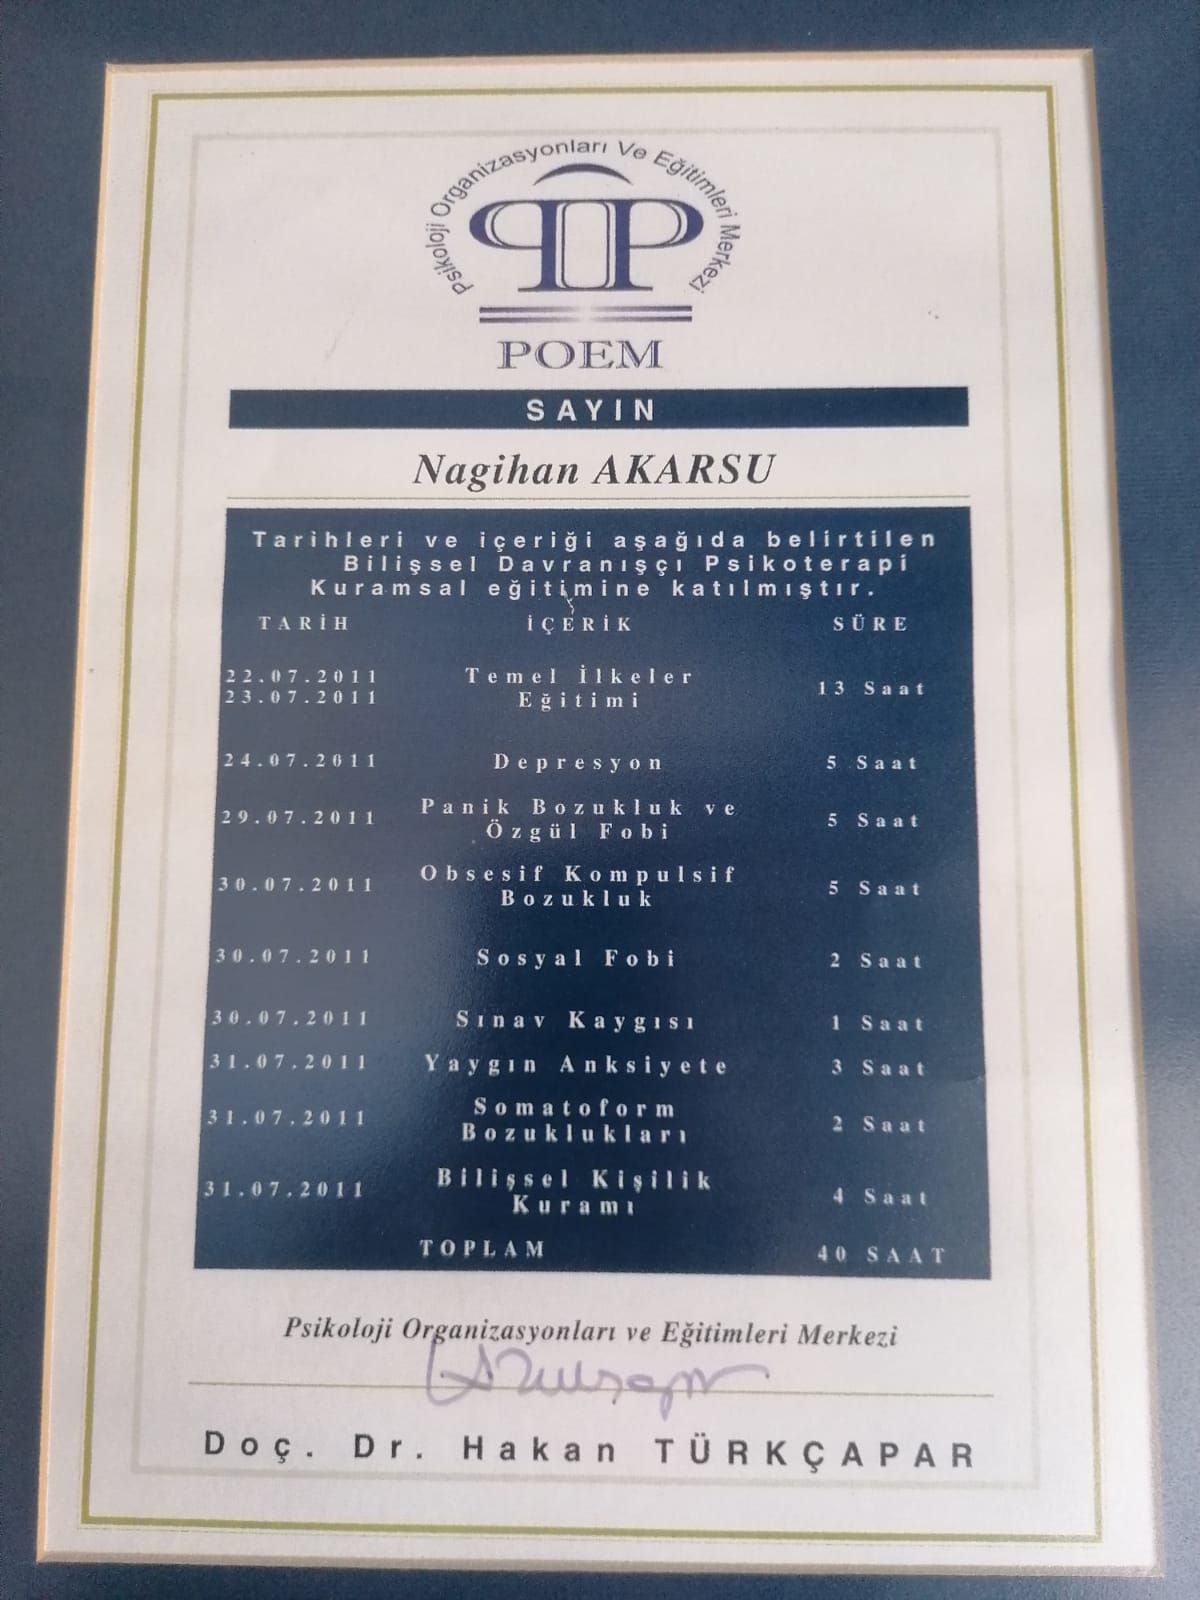 Psikoloji Organizasyonları Ve Eğitimleri Merkezi
POEM
SAYIN
Nagihan AKARSU
Tarihleri ve içeriği aşağıda belirtilen
Bilişsel Davranışçı Psikoterapi
Kuramsal eğitimine katılmıştır.
TARİH İÇERİK SÜRE
22.07.2011 Temel İlkeler
23.07.2011 Eğitimi 13 Saat
24.07.2011 Depresyon 5 Saat
29.07.2011 Panik Bozukluk ve
Özgül Fobi 5 Saat
30.07.2011 Obsesif Kompulsif
Bozukluk 5 Saat
30.07.2011 Sosyal Fobi 2 Saat
30.07.2011 Sınav Kaygısı 1 Saat
31.07.2011 Yaygın Anksiyete 3 Saat
31.07.2011 Somatoform
Bozuklukları 2 Saat
31.07.2011 Bilişsel Kişilik
Kuramı 4 Saat
TOPLAM 40 SAAT
Psikoloji Organizasyonları ve Eğitimleri Merkezi
Doç. Dr. Hakan TÜRKÇAPAR